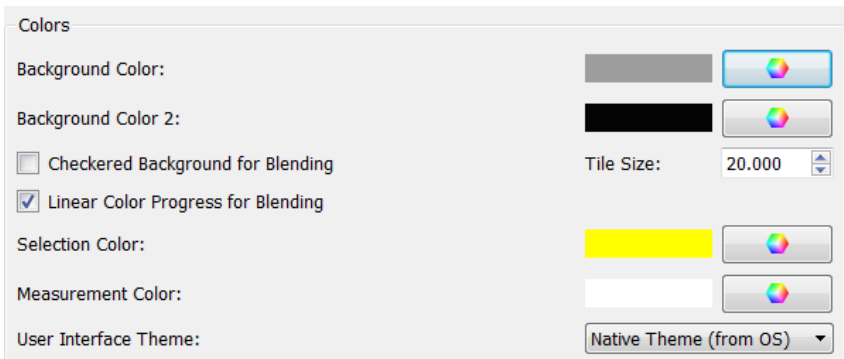 Colors
Background Color:
Background Color 2:
Checkered Background for Blending Tile Size: 20.000
Linear Color Progress for Blending
Selection Color:
Measurement Color:
User Interface Theme: Native Theme (from OS)